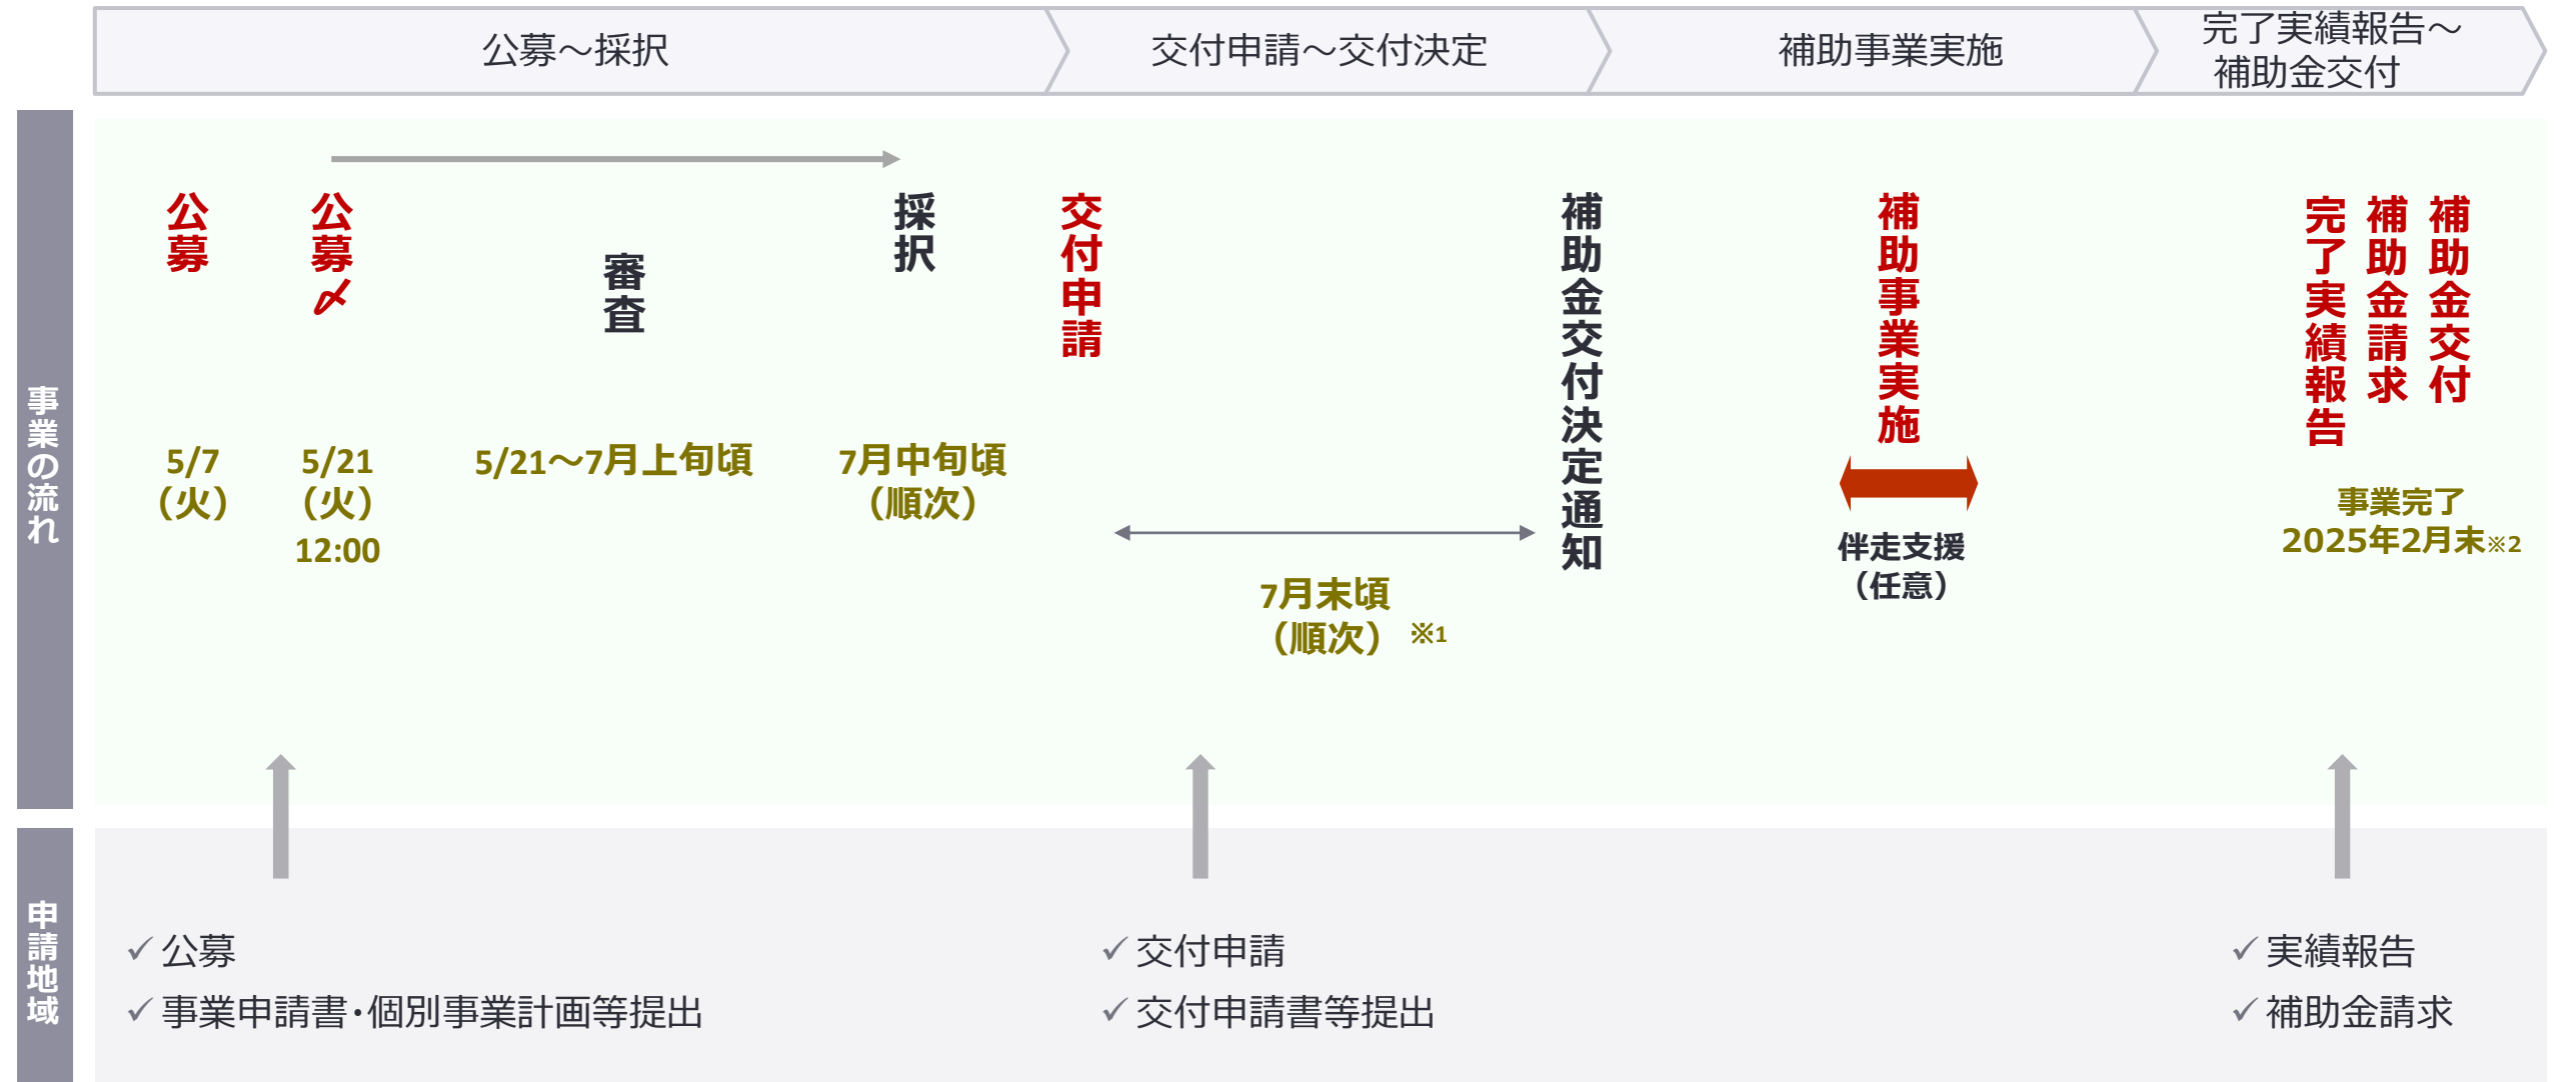 公募～採択
交付申請～交付決定
補助事業実施
完了実績報告～
補助金交付
事業の流れ
公募
公募〆
審査
採択
交付申請
補助金交付決定通知
補助事業実施
完了実績報告
補助金請求
補助金交付
5/7
（火）
5/21
（火）
12:00
5/21～7月上旬頃
7月中旬頃
（順次）
7月末頃
（順次） ※1
伴走支援
（任意）
事業完了
2025年2月末※2
申請地域
✓ 公募
✓ 事業申請書・個別事業計画等提出
✓ 交付申請
✓ 交付申請書等提出
✓ 実績報告
✓ 補助金請求